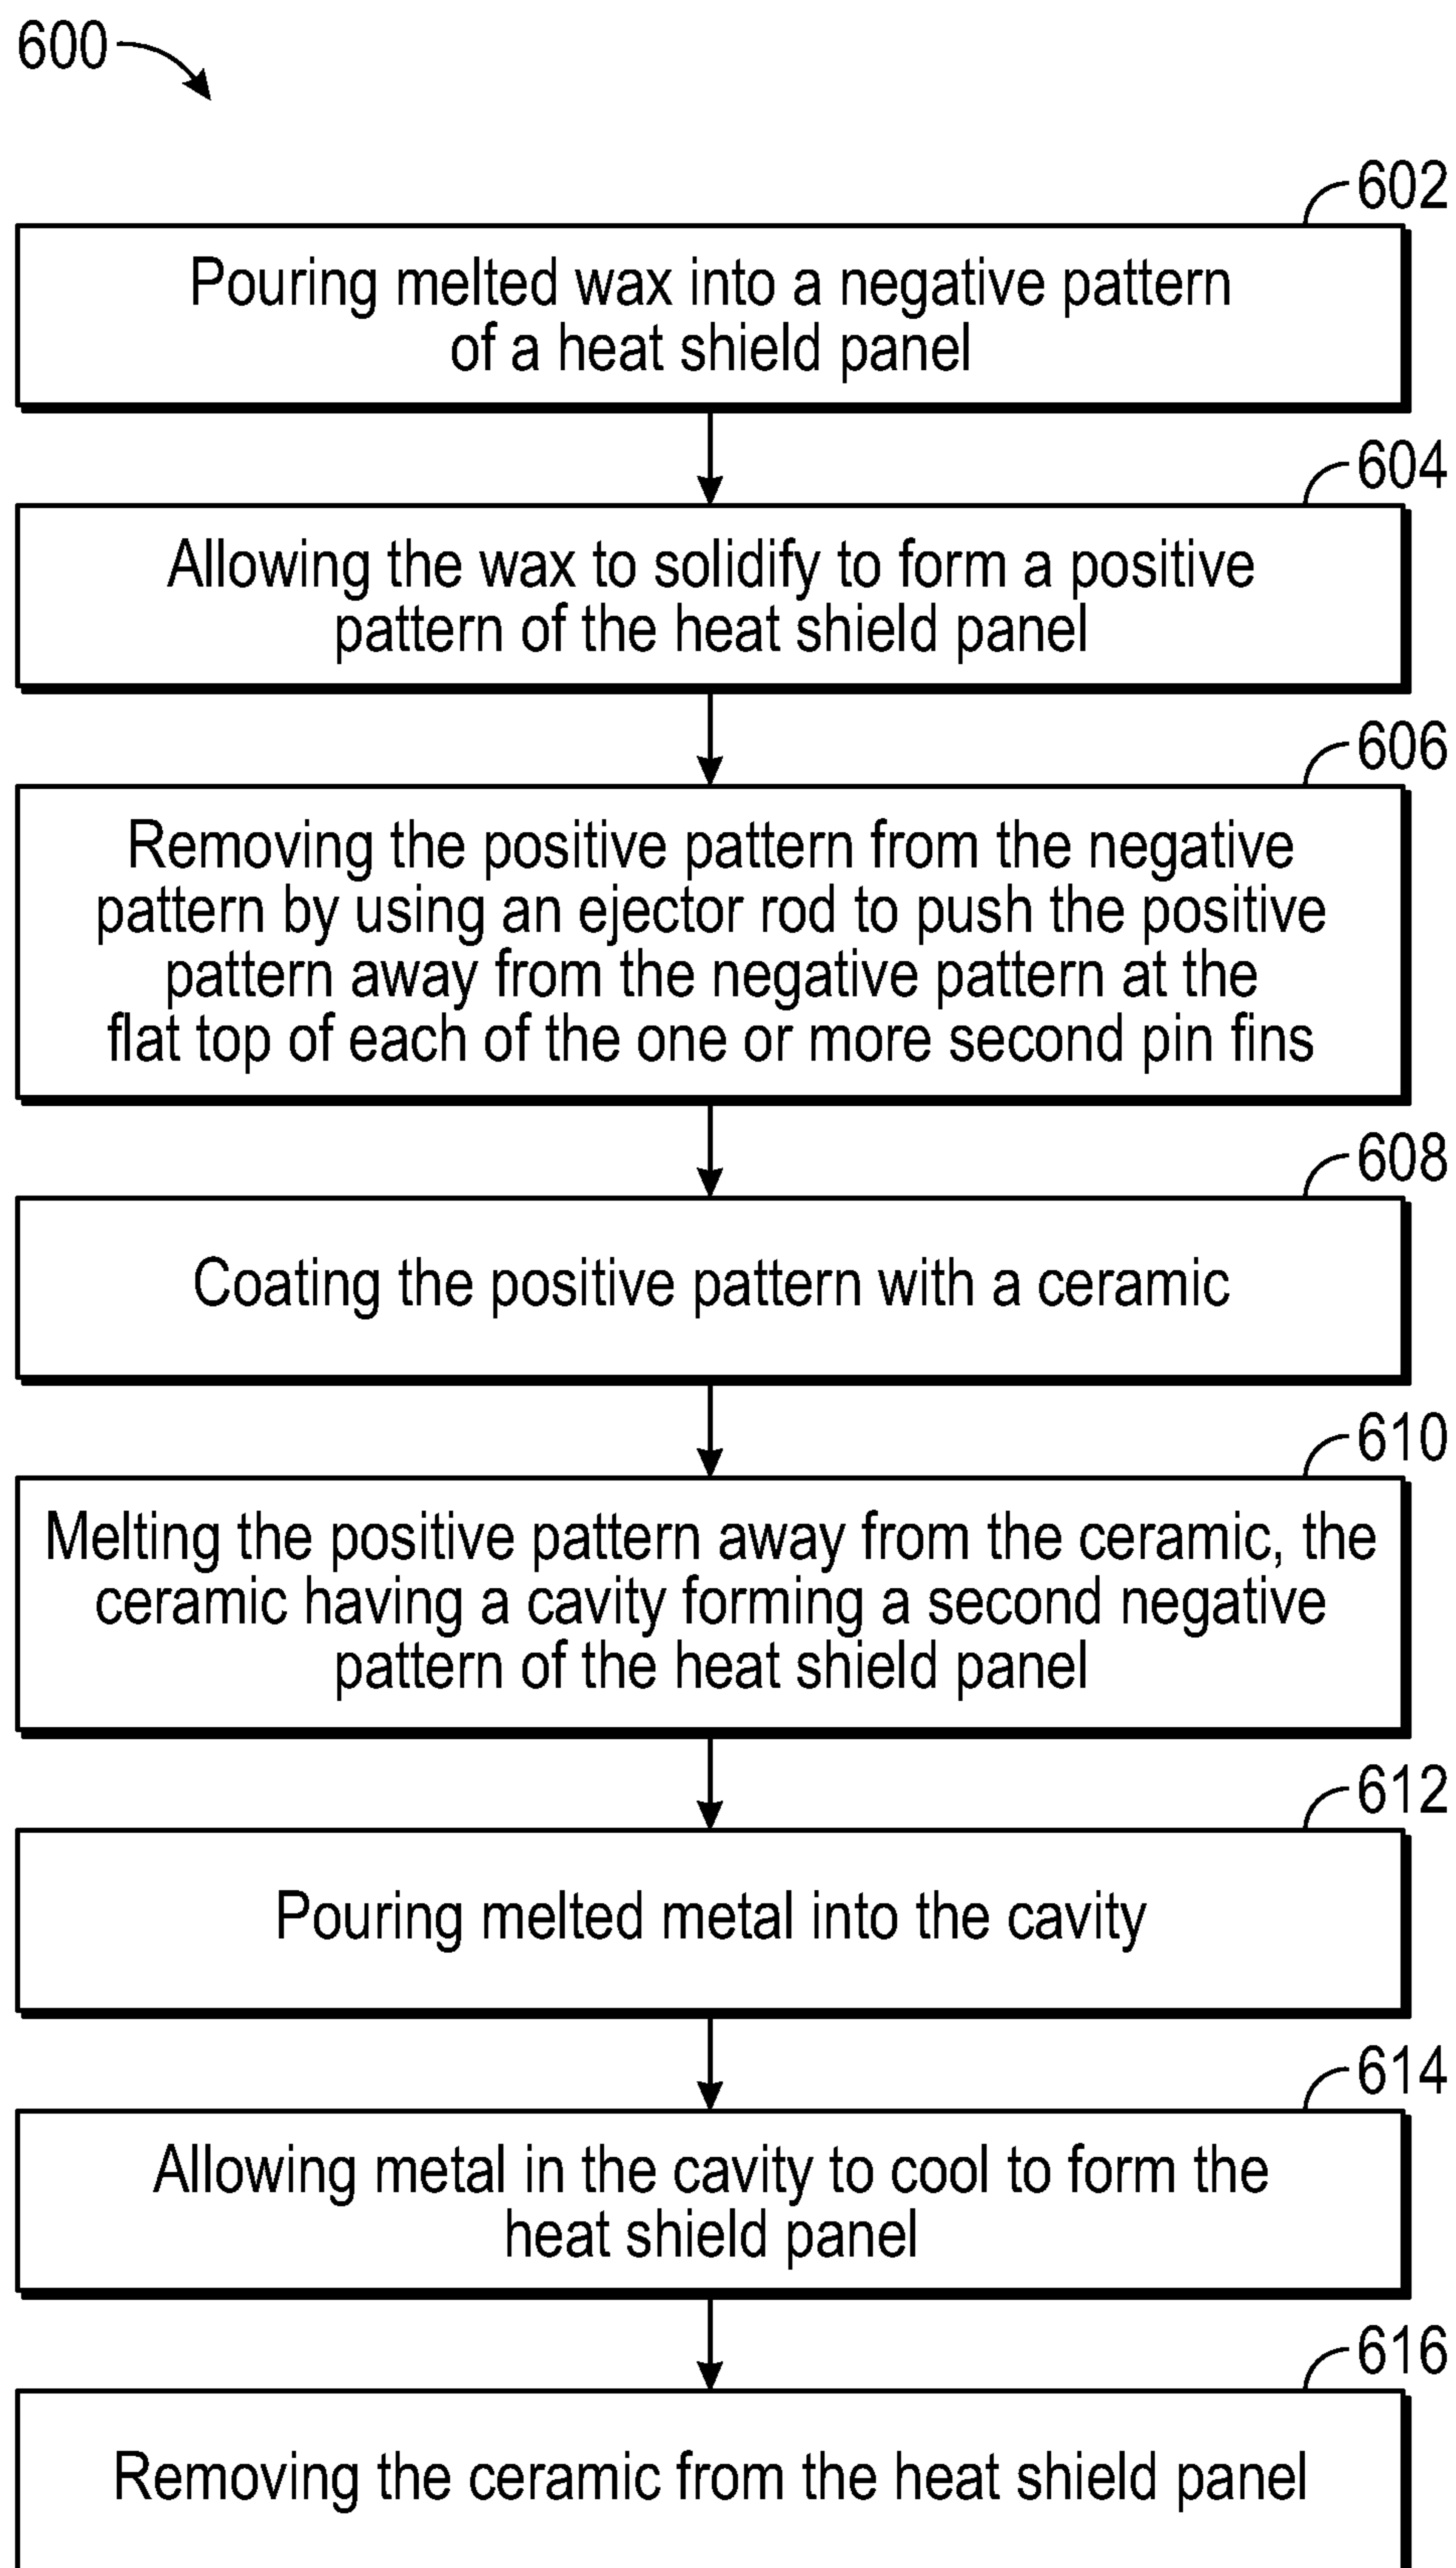 600
602
Pouring melted wax into a negative pattern
of a heat shield panel
604
Allowing the wax to solidify to form a positive
pattern of the heat shield panel
606
Removing the positive pattern from the negative
pattern by using an ejector rod to push the positive
pattern away from the negative pattern at the
flat top of each of the one or more second pin fins
608
Coating the positive pattern with a ceramic
610
Melting the positive pattern away from the ceramic, the
ceramic having a cavity forming a second negative
pattern of the heat shield panel
612
Pouring melted metal into the cavity
614
Allowing metal in the cavity to cool to form the
heat shield panel
616
Removing the ceramic from the heat shield panel